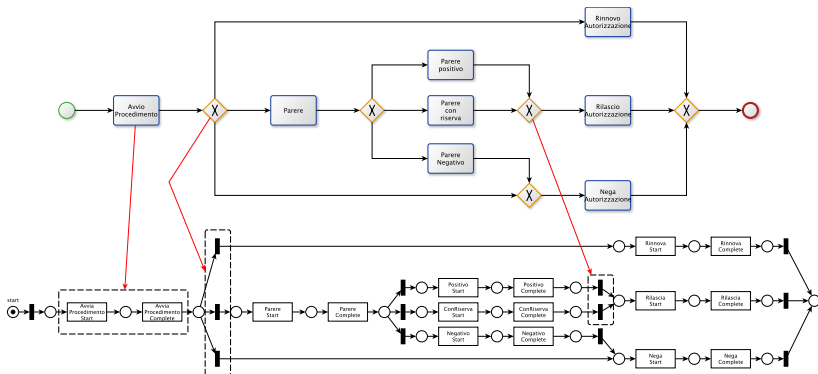 Rinnovo
Autorizzazione
Parere
positivo
Avvio
Procedimento
X
Parere
X
Parere
con
riserva
X
Rilascio
Autorizzazione
X
Parere
Negativo
X
Nega
Autorizzazione
Rinnova
Start
Rinnova
Complete
start
Avvia
Procedimento
Start
Avvia
Procedimento
Complete
Parere
Start
Parere
Complete
Positivo
Start
Positivo
Complete
ConRiserva
Start
ConRiserva
Complete
Negativo
Start
Negativo
Complete
Rilascia
Start
Rilascia
Complete
Nega
Start
Nega
Complete